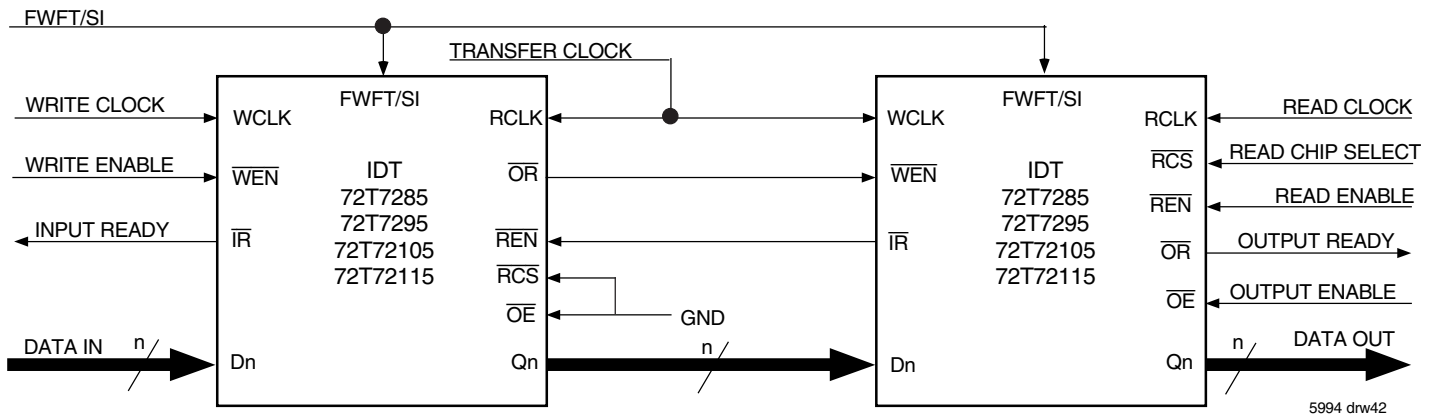 FWFT/SI
TRANSFER CLOCK
FWFT/SI
FWFT/SI
WRITE CLOCK
WCLK
RCLK
WCLK
RCLK
READ CLOCK
WRITE ENABLE
WEN
IDT
72T7285
72T7295
72T72105
72T72115
OR
WEN
IDT
72T7285
72T7295
72T72105
72T72115
RCS
READ CHIP SELECT
REN
READ ENABLE
INPUT READY
IR
REN
IR
OR
OUTPUT READY
RCS
OE
GND
OE
OUTPUT ENABLE
DATA IN
n
Dn
Qn
n
Dn
Qn
n
DATA OUT
5994 drw42